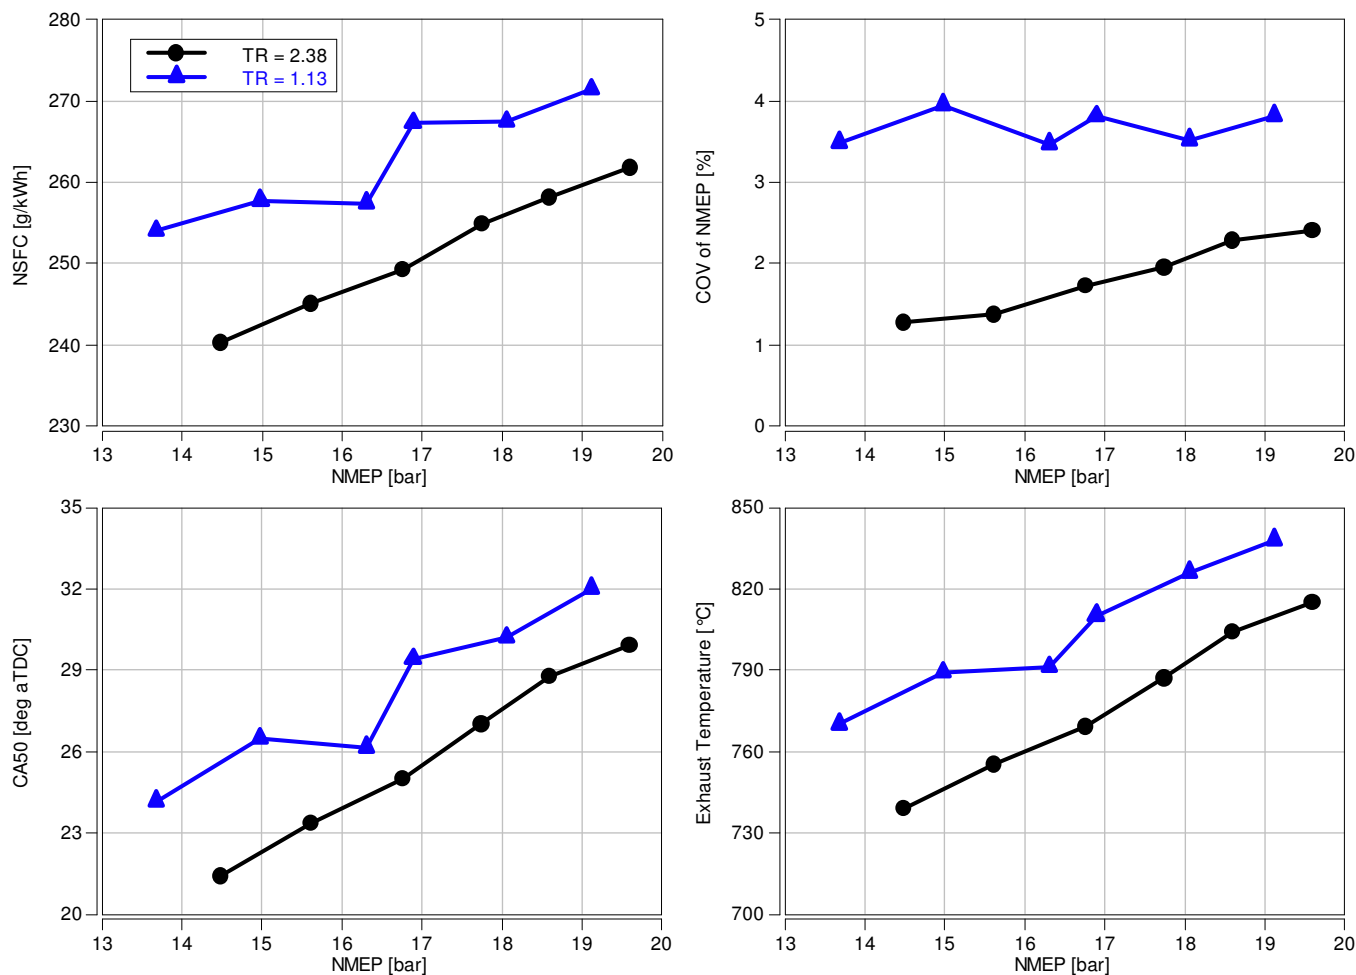 280
270
260
250
240
230
NSFC [g/kWh]
TR = 2.38
TR = 1.13
13 14 15 16 17 18 19 20
NMEP [bar]
5
4
3
2
1
0
COV of NMEP [%]
13 14 15 16 17 18 19 20
NMEP [bar]
35
32
29
26
23
20
CA50 [deg aTDC]
13 14 15 16 17 18 19 20
NMEP [bar]
850
820
790
760
730
700
Exhaust Temperature [°C]
13 14 15 16 17 18 19 20
NMEP [bar]